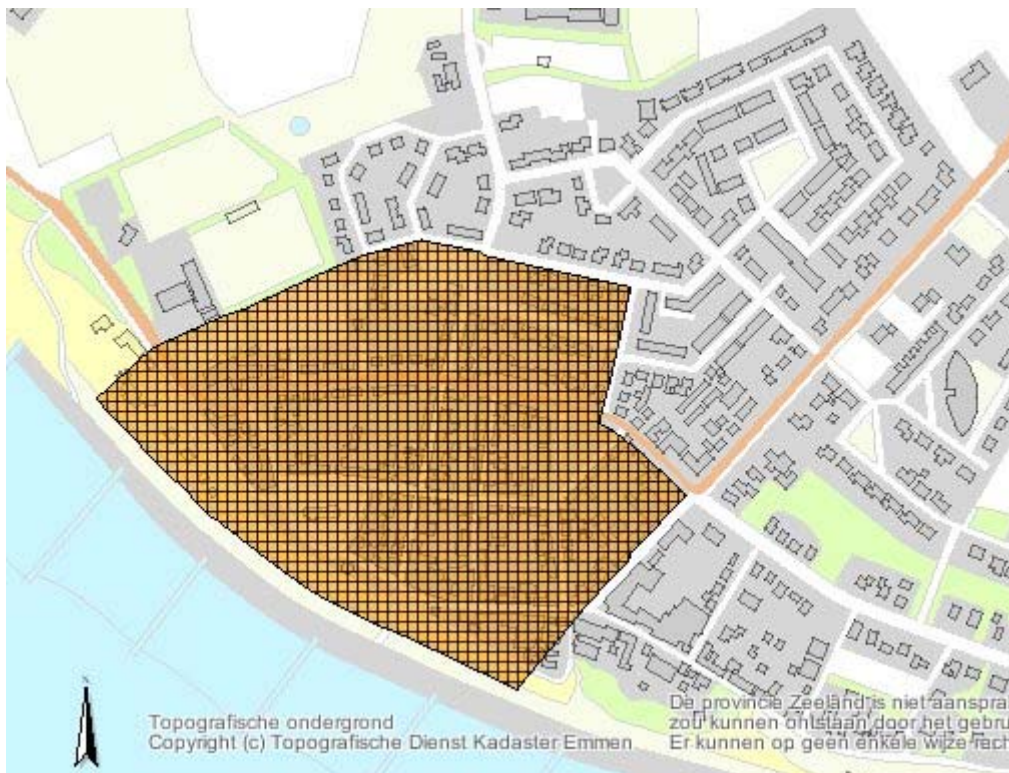 Topografische ondergrond
Copyright (c) Topografische Dienst Kadaster Emmen
De provincie Zeeland is niet aanspra
zou kunnen ontstaan door het gebru
Er kunnen op geen enkele wijze rech